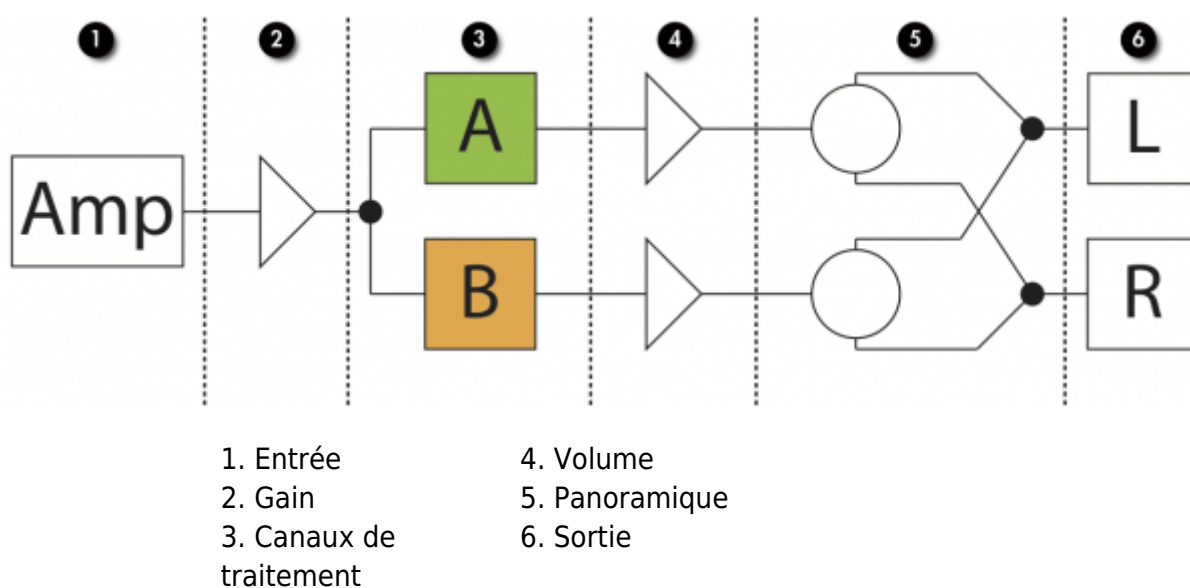 1 2 3 4 5 6
A L
Amp
B R
1. Entrée
2. Gain
3. Canaux de
traitement
4. Volume
5. Panoramique
6. Sortie